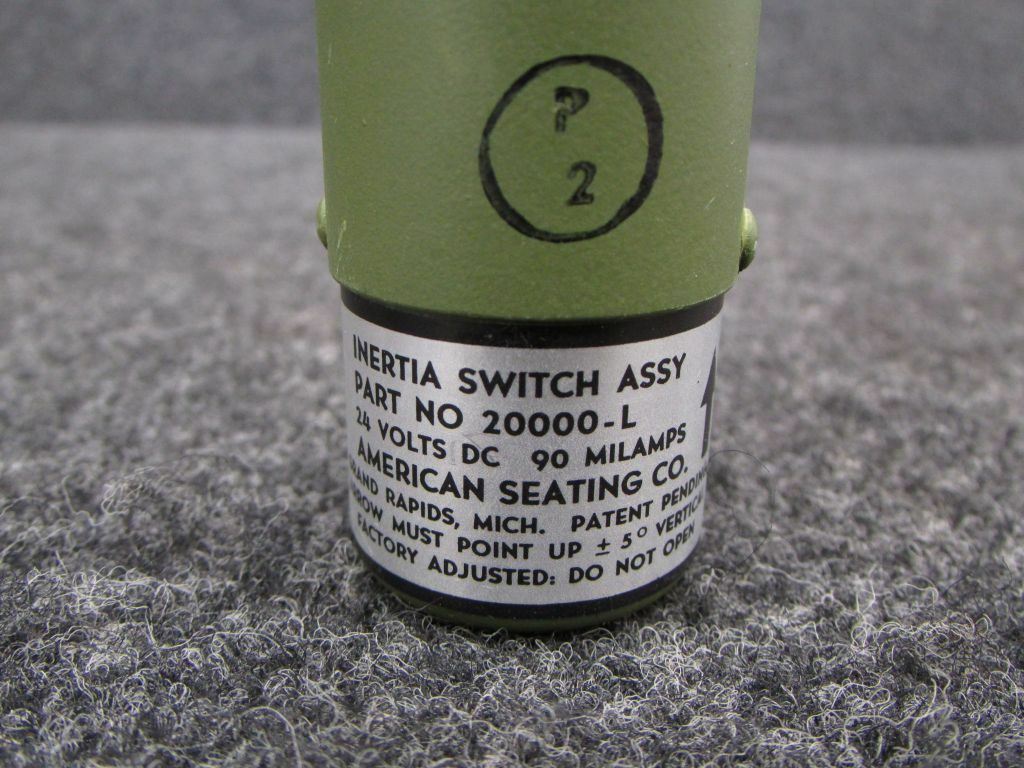 P
2
INERTIA SWITCH ASSY
PART NO 20000-L
24 VOLTS DC 90 MILAMPS
AMERICAN SEATING CO.
RAND RAPIDS, MICH. PATENT PENDIN
RROW MUST POINT UP ± 5° VERTICA
FACTORY ADJUSTED: DO NOT OPEN